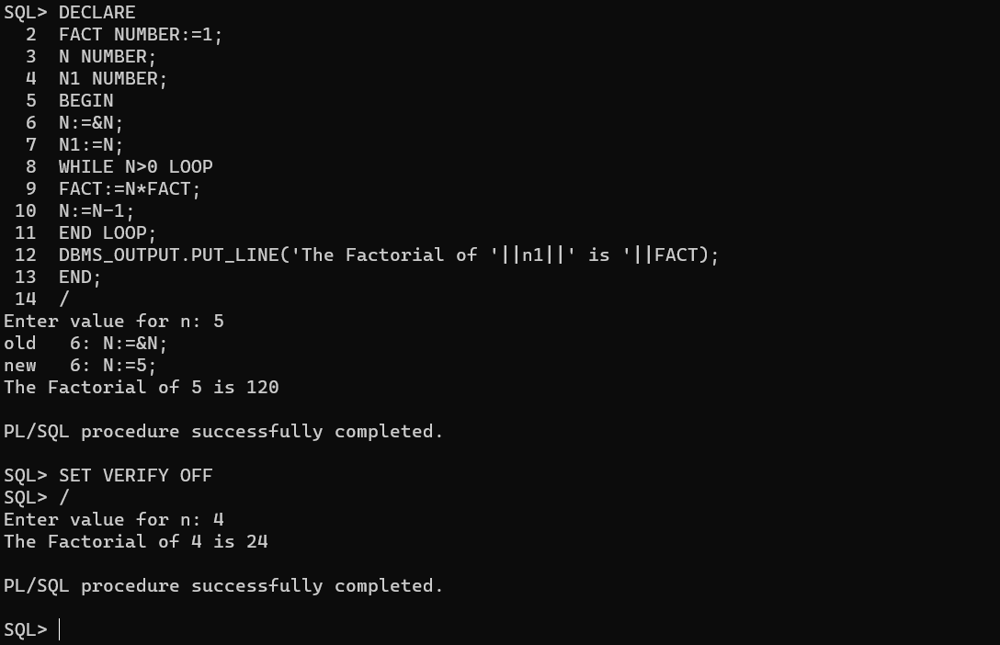 SQL> DECLARE
  2  FACT NUMBER:=1;
  3  N NUMBER;
  4  N1 NUMBER;
  5  BEGIN
  6  N:=&N;
  7  N1:=N;
  8  WHILE N>0 LOOP
  9  FACT:=N*FACT;
 10  N:=N-1;
 11  END LOOP;
 12  DBMS_OUTPUT.PUT_LINE('The Factorial of '||n1||' is '||FACT);
 13  END;
 14  /
Enter value for n: 5
old   6: N:=&N;
new   6: N:=5;
The Factorial of 5 is 120

PL/SQL procedure successfully completed.

SQL> SET VERIFY OFF
SQL> /
Enter value for n: 4
The Factorial of 4 is 24

PL/SQL procedure successfully completed.

SQL>